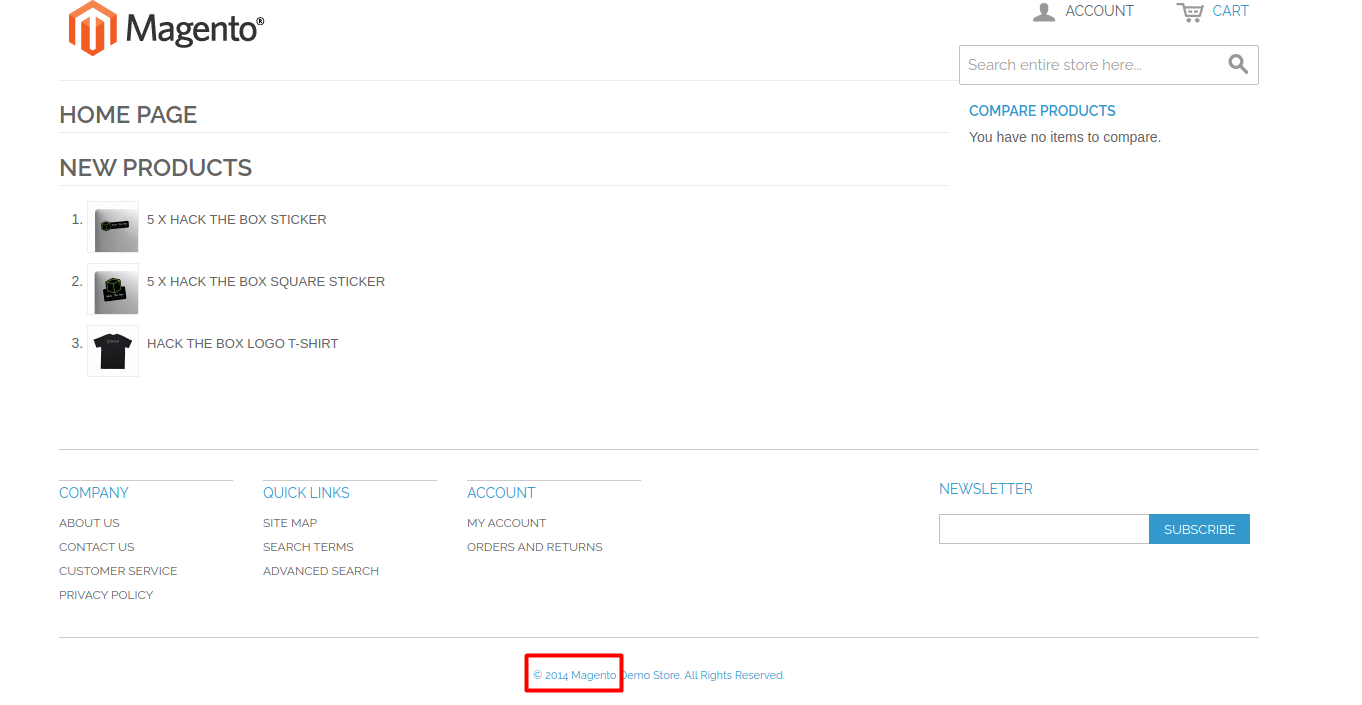 Magento®
ACCOUNT
CART
Search entire store here...
HOME PAGE
COMPARE PRODUCTS
You have no items to compare.
NEW PRODUCTS
1. 5 X HACK THE BOX STICKER
2. 5 X HACK THE BOX SQUARE STICKER
3. HACK THE BOX LOGO T-SHIRT
COMPANY
ABOUT US
CONTACT US
CUSTOMER SERVICE
PRIVACY POLICY
QUICK LINKS
SITE MAP
SEARCH TERMS
ADVANCED SEARCH
ACCOUNT
MY ACCOUNT
ORDERS AND RETURNS
NEWSLETTER
SUBSCRIBE
© 2014 Magento Demo Store. All Rights Reserved.